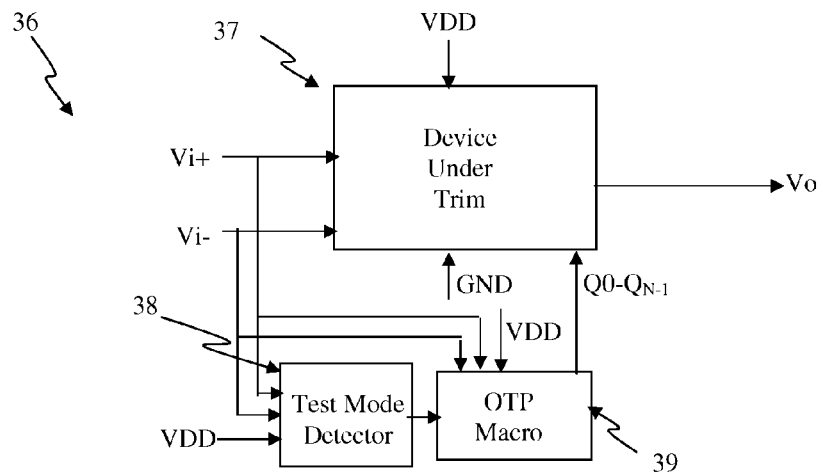 36
37
VDD
Vi+
Device
Under
Trim
Vo
Vi-
GND
Q0-QN-1
38
VDD
Test Mode
Detector
OTP
Macro
VDD
39